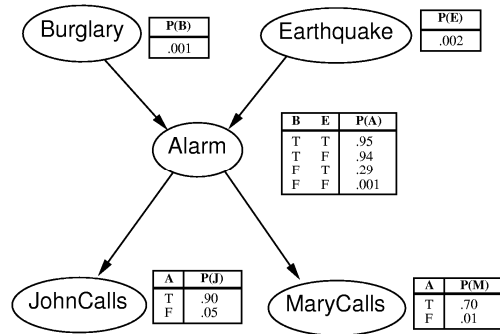 Burglary
P(B)
.001
Earthquake
P(E)
.002
Alarm
B E P(A)
T T .95
T F .94
F T .29
F F .001
JohnCalls
A P(J)
T .90
F .05
MaryCalls
A P(M)
T .70
F .01